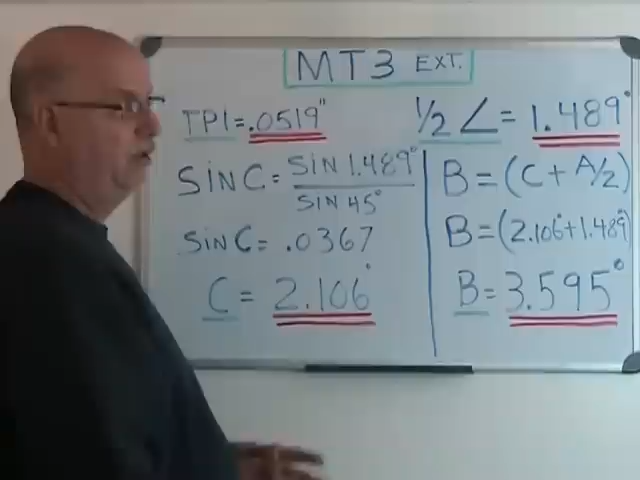 MT3 EXT.
TPI = .0519"
1/2 ∠ = 1.489°
SIN C = SIN 1.489° / SIN 45°
SIN C = .0367
C = 2.106°
B = (C + A/2)
B = (2.106° + 1.489°)
B = 3.595°